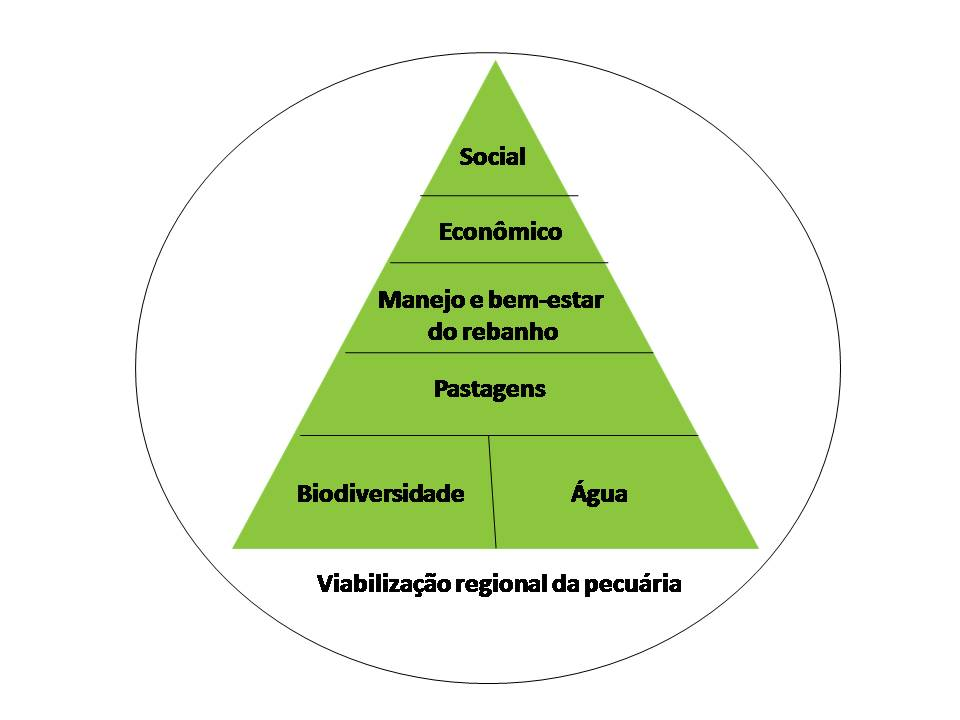 Social
Econômico
Manejo e bem-estar
do rebanho
Pastagens
Biodiversidade
Água
Viabilização regional da pecuária